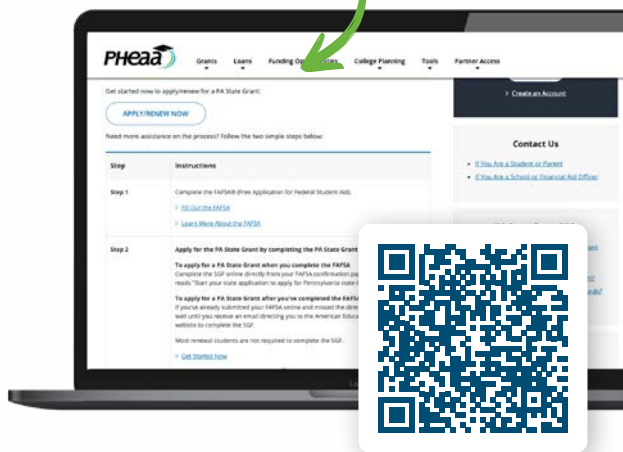 PHEAA
Grants Loans Funding Op College Planning Tools Partner Access
Get started now to apply/renew for a PA State Grant:
> Create an Account
APPLY/RENEW NOW
Need more assistance on the process? Follow the two simple steps below:
Contact Us
• If You Are a Student or Parent
• If You Are a School or Financial Aid Officer
Step Instructions
Step 1 Complete the FAFSA® (Free Application for Federal Student Aid).
> Fill Out the FAFSA
> Learn More About the FAFSA
Step 2 Apply for the PA State Grant by completing the PA State Grant
To apply for a PA State Grant when you complete the FAFSA
Complete the SGF online directly from your FAFSA confirmation pa
reads "Start your state application to apply for Pennsylvania state
To apply for a PA State Grant after you've completed the FAFS
If you've already submitted your FAFSA online and missed the direc
wait until you receive an email directing you to the American Educa
website to complete the SGF.
Most renewal students are not required to complete the SGF.
> Get Started Now